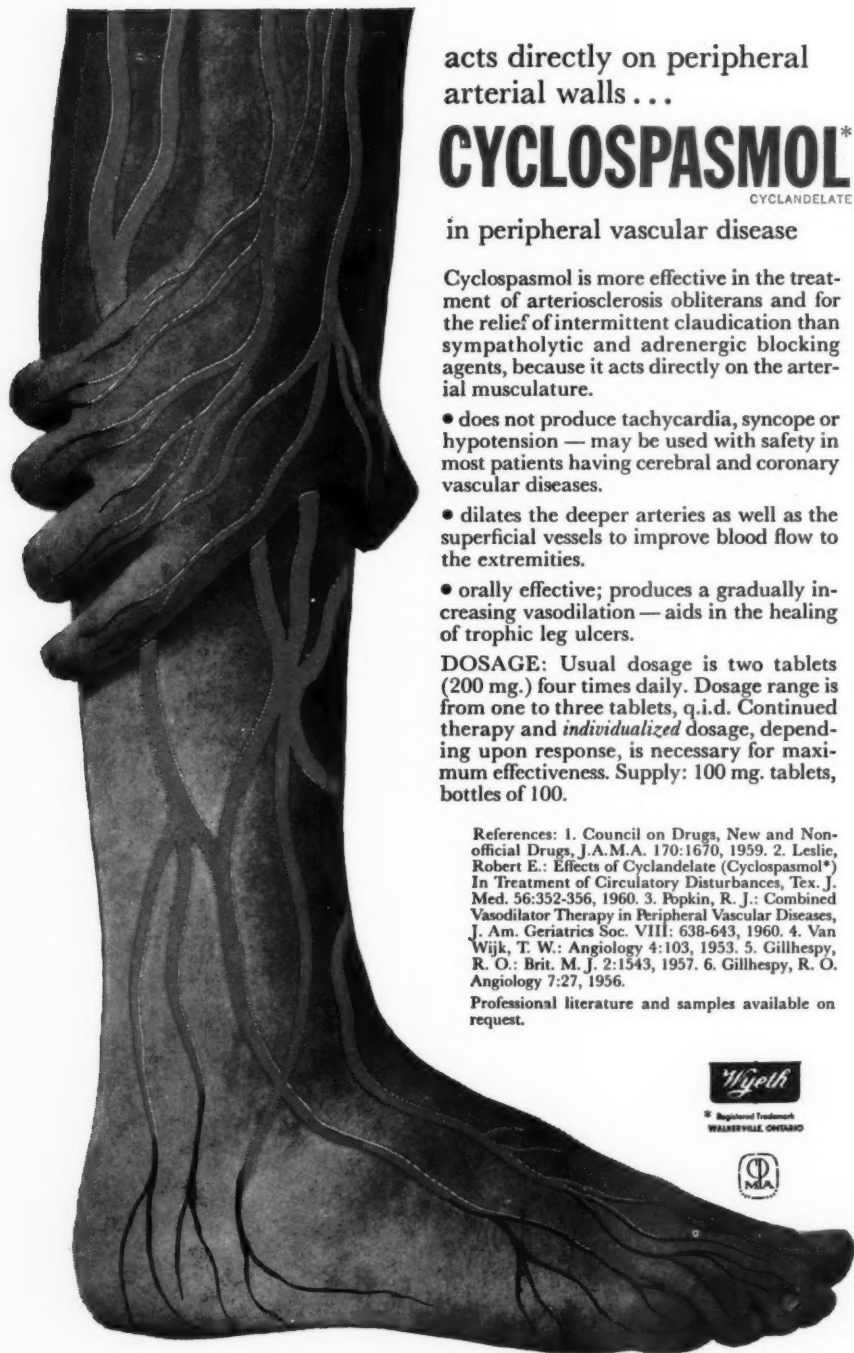 acts directly on peripheral
arterial walls . . .
CYCLOSPASMOL*
CYCLANDELATE
in peripheral vascular disease
Cyclospasmol is more effective in the treat-
ment of arteriosclerosis obliterans and for
the relief of intermittent claudication than
sympatholytic and adrenergic blocking
agents, because it acts directly on the arter-
ial musculature.
• does not produce tachycardia, syncope or
hypotension — may be used with safety in
most patients having cerebral and coronary
vascular diseases.
• dilates the deeper arteries as well as the
superficial vessels to improve blood flow to
the extremities.
• orally effective; produces a gradually in-
creasing vasodilation — aids in the healing
of trophic leg ulcers.
DOSAGE: Usual dosage is two tablets
(200 mg.) four times daily. Dosage range is
from one to three tablets, q.i.d. Continued
therapy and individualized dosage, depend-
ing upon response, is necessary for maxi-
mum effectiveness. Supply: 100 mg. tablets,
bottles of 100.
References: 1. Council on Drugs, New and Non-
official Drugs, J.A.M.A. 170:1670, 1959. 2. Leslie,
Robert E.: Effects of Cyclandelate (Cyclospasmol*)
In Treatment of Circulatory Disturbances, Tex. J.
Med. 56:352-356, 1960. 3. Popkin, R. J.: Combined
Vasodilator Therapy in Peripheral Vascular Diseases,
J. Am. Geriatrics Soc. VIII: 638-643, 1960. 4. Van
Wijk, T. W.: Angiology 4:103, 1953. 5. Gillhespy,
R. O.: Brit. M. J. 2:1543, 1957. 6. Gillhespy, R. O.
Angiology 7:27, 1956.
Professional literature and samples available on
request.
Wyeth
* Registered Trademark
WALKERVILLE, ONTARIO